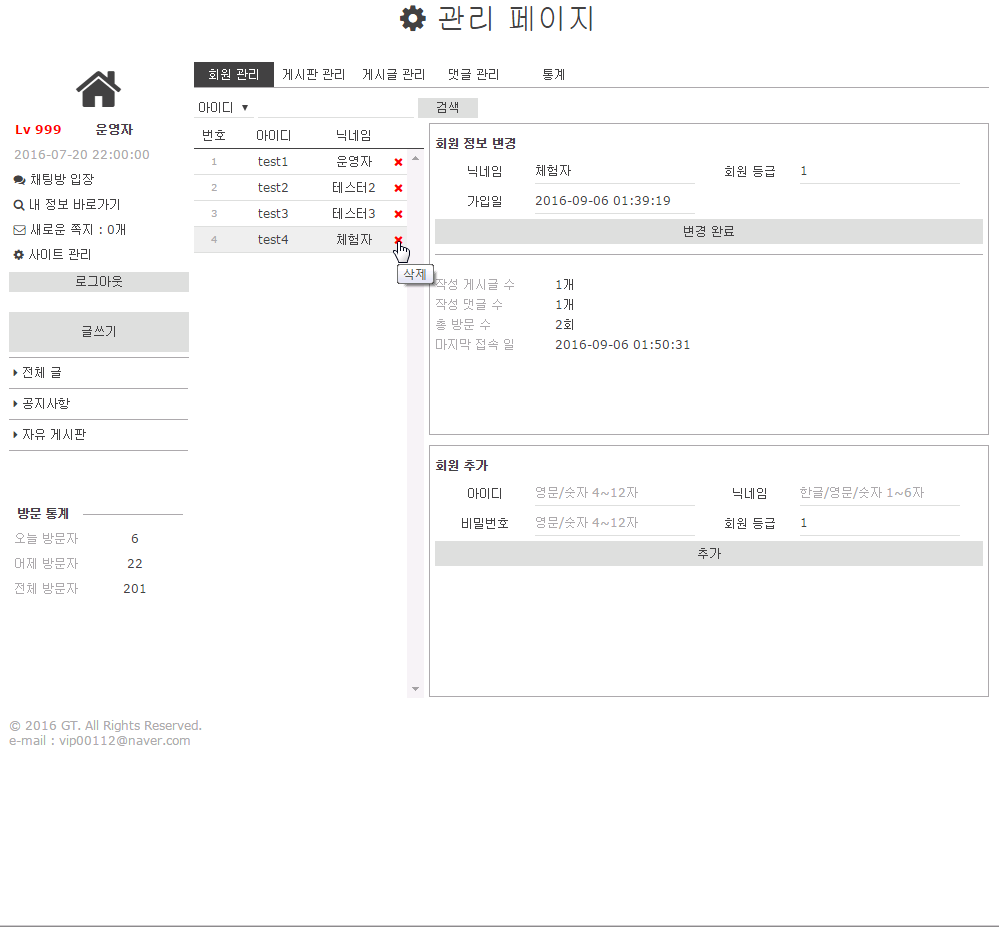 관리 페이지
Lv 999 운영자
2016-07-20 22:00:00
채팅방 입장
내 정보 바로가기
새로운 쪽지 : 0개
사이트 관리
로그아웃
글쓰기
전체 글
공지사항
자유 게시판
방문 통계
오늘 방문자 6
어제 방문자 22
전체 방문자 201
회원 관리 게시판 관리 게시글 관리 댓글 관리 통계
아이디 ▼ 검색
번호 아이디 닉네임
1 test1 운영자
2 test2 테스터2
3 test3 테스터3
4 test4 체험자
삭제
회원 정보 변경
닉네임 체험자 회원 등급 1
가입일 2016-09-06 01:39:19
변경 완료
작성 게시글 수 1개
작성 댓글 수 1개
총 방문 수 2회
마지막 접속 일 2016-09-06 01:50:31
회원 추가
아이디 영문/숫자 4~12자 닉네임 한글/영문/숫자 1~6자
비밀번호 영문/숫자 4~12자 회원 등급 1
추가
© 2016 GT. All Rights Reserved.
e-mail : vip00112@naver.com